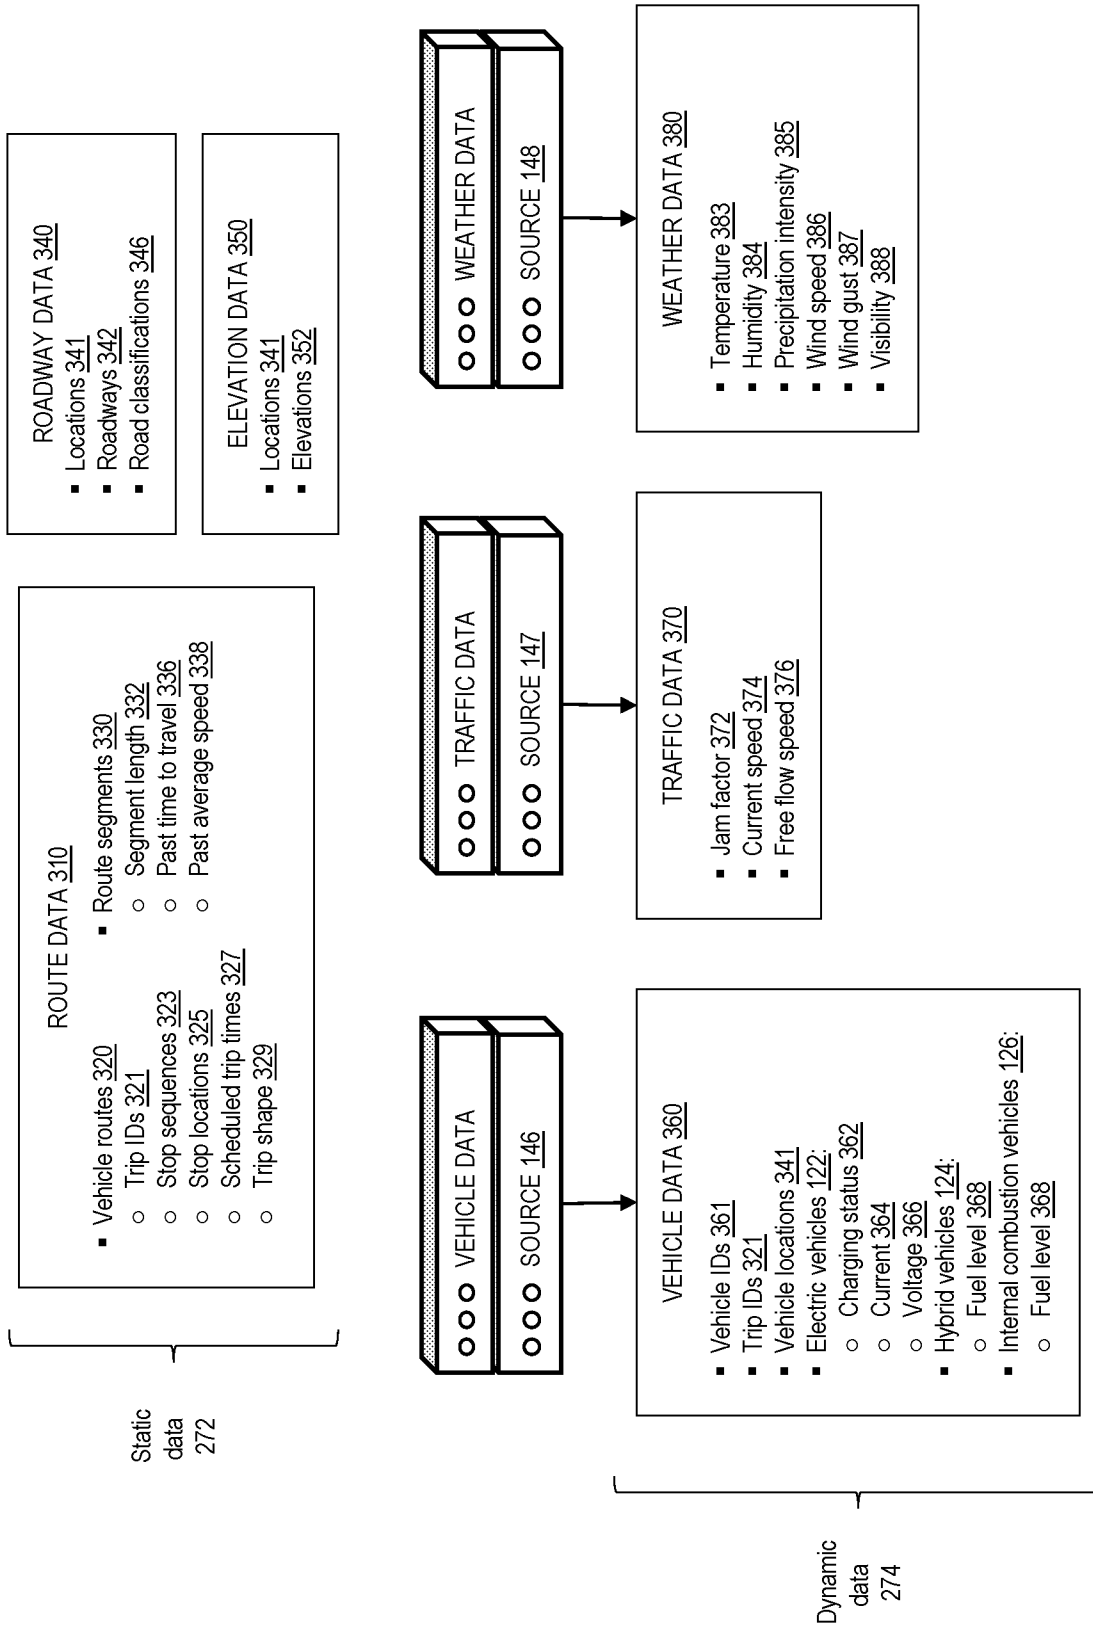 Static
data
272
ROUTE DATA 310
▪ Vehicle routes 320
○ Trip IDs 321
○ Stop sequences 323
○ Stop locations 325
○ Scheduled trip times 327
○ Trip shape 329
▪ Route segments 330
○ Segment length 332
○ Past time to travel 336
○ Past average speed 338
ROADWAY DATA 340
▪ Locations 341
▪ Roadways 342
▪ Road classifications 346
ELEVATION DATA 350
▪ Locations 341
▪ Elevations 352
VEHICLE DATA
SOURCE 146
TRAFFIC DATA
SOURCE 147
WEATHER DATA
SOURCE 148
Dynamic
data
274
VEHICLE DATA 360
▪ Vehicle IDs 361
▪ Trip IDs 321
▪ Vehicle locations 341
▪ Electric vehicles 122:
○ Charging status 362
○ Current 364
○ Voltage 366
▪ Hybrid vehicles 124:
○ Fuel level 368
▪ Internal combustion vehicles 126:
○ Fuel level 368
TRAFFIC DATA 370
▪ Jam factor 372
▪ Current speed 374
▪ Free flow speed 376
WEATHER DATA 380
▪ Temperature 383
▪ Humidity 384
▪ Precipitation intensity 385
▪ Wind speed 386
▪ Wind gust 387
▪ Visibility 388